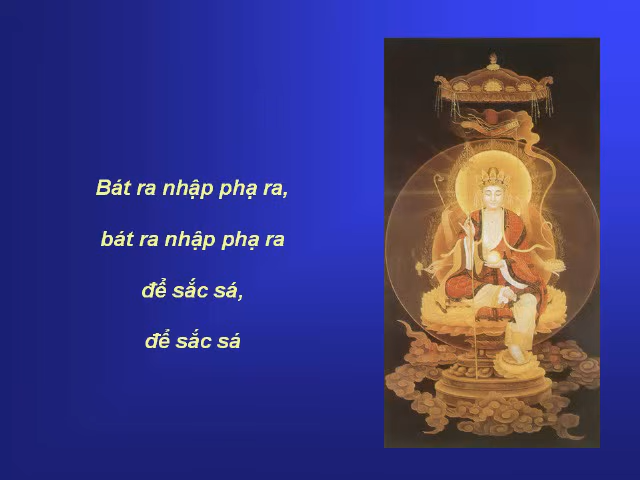 Bát ra nhập phạ ra,
bát ra nhập phạ ra
để sắc sá,
để sắc sá